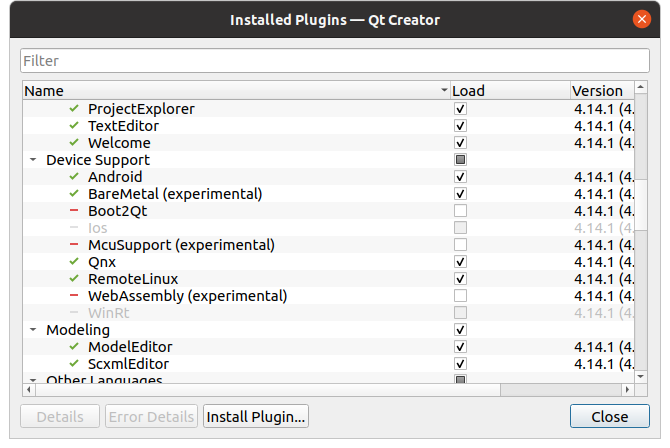 Installed Plugins — Qt Creator
Filter
Name Load Version
ProjectExplorer 4.14.1 (4.
TextEditor 4.14.1 (4.
Welcome 4.14.1 (4.
Device Support
Android 4.14.1 (4.
BareMetal (experimental) 4.14.1 (4.
Boot2Qt 4.14.1 (4.
Ios 4.14.1 (4.
McuSupport (experimental) 4.14.1 (4.
Qnx 4.14.1 (4.
RemoteLinux 4.14.1 (4.
WebAssembly (experimental) 4.14.1 (4.
WinRt 4.14.1 (4.
Modeling
ModelEditor 4.14.1 (4.
ScxmlEditor 4.14.1 (4.
Other Languages
Details Error Details Install Plugin... Close